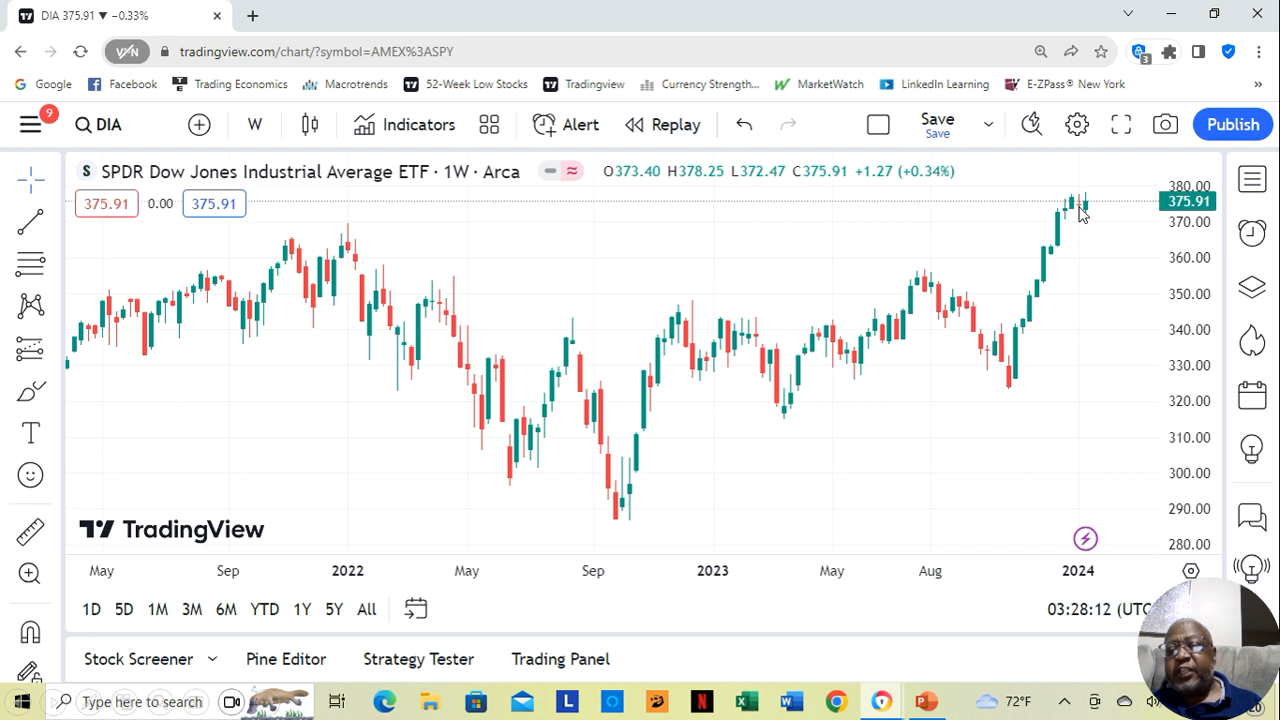 DIA 375.91 ▼ −0.33%
tradingview.com/chart/?symbol=AMEX%3ASPY
3
Google Facebook Trading Economics Macrotrends 52-Week Low Stocks Tradingview Currency Strength... MarketWatch LinkedIn Learning E-ZPass® New York »
9
DIA W Indicators Alert Replay Save Publish
Save
S SPDR Dow Jones Industrial Average ETF · 1W · Arca O373.40 H378.25 L372.47 C375.91 +1.27 (+0.34%)
375.91 0.00 375.91
380.00
375.91
370.00
360.00
350.00
340.00
330.00
320.00
310.00
300.00
290.00
280.00
TradingView
May Sep 2022 May Sep 2023 May Aug 2024
1D 5D 1M 3M 6M YTD 1Y 5Y All 03:28:12 (UTC
Stock Screener Pine Editor Strategy Tester Trading Panel
Type here to search 72°F